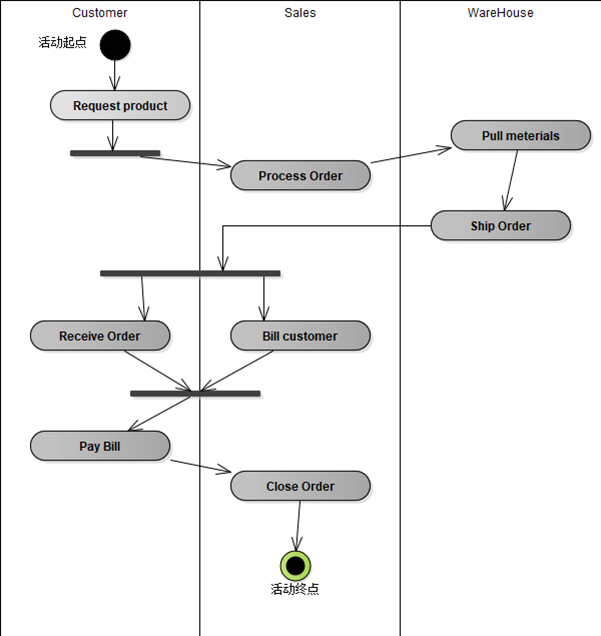 Customer
Sales
WareHouse
活动起点
Request product
Pull meterials
Process Order
Ship Order
Receive Order
Bill customer
Pay Bill
Close Order
活动终点